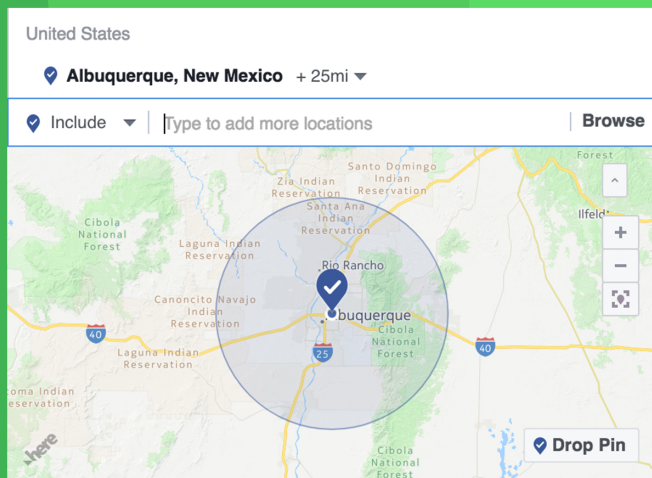 United States
Albuquerque, New Mexico + 25mi
Include Type to add more locations Browse
Forest
Santo Domingo
Indian
Reservation
Zia Indian
Reservation
Santa Ana
Indian
Reservation
Ilfeld
Cibola
National
Forest
Laguna Indian
Reservation
Rio Rancho
Canoncito Navajo
Indian
Reservation
buquerque
Cibola
National
Forest
40
25
40
Laguna Indian
Reservation
coma Indian
eservation
here
Drop Pin
Cibola
National
Forest